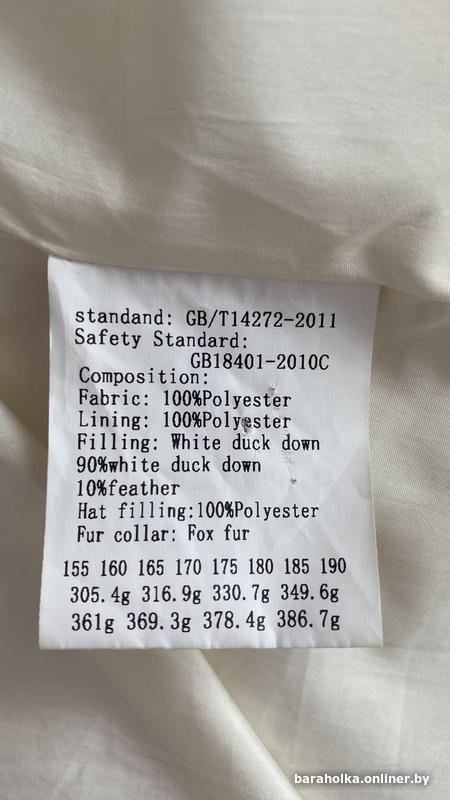 standand: GB/T14272-2011
Safety Standard:
GB18401-2010C
Composition:
Fabric: 100%Polyester
Lining: 100%Polyester
Filling: White duck down
90%white duck down
10%feather
Hat filling:100%Polyester
Fur collar: Fox fur
155 160 165 170 175 180 185 190
305.4g 316.9g 330.7g 349.6g
361g 369.3g 378.4g 386.7g
baraholka.onliner.by